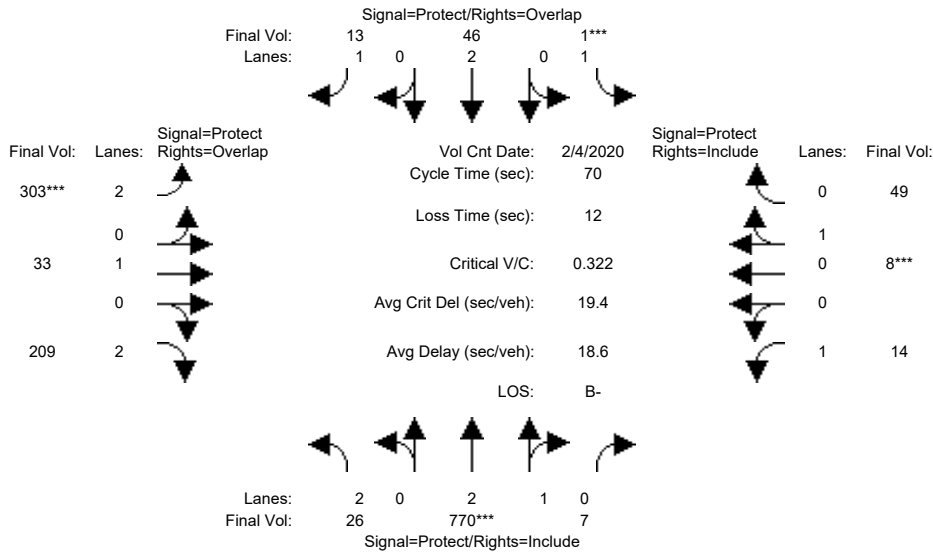 Signal=Protect/Rights=Overlap
Final Vol: 13 46 1***
Lanes: 1 0 2 0 1
Signal=Protect
Final Vol: Lanes: Rights=Overlap
Vol Cnt Date: 2/4/2020
Signal=Protect
Rights=Include Lanes: Final Vol:
Cycle Time (sec): 70
303*** 2
0 49
Loss Time (sec): 12
0
1
33 1
Critical V/C: 0.322
0 8***
0
Avg Crit Del (sec/veh): 19.4
0
209 2
Avg Delay (sec/veh): 18.6
1 14
LOS: B-
Lanes: 2 0 2 1 0
Final Vol: 26 770*** 7
Signal=Protect/Rights=Include